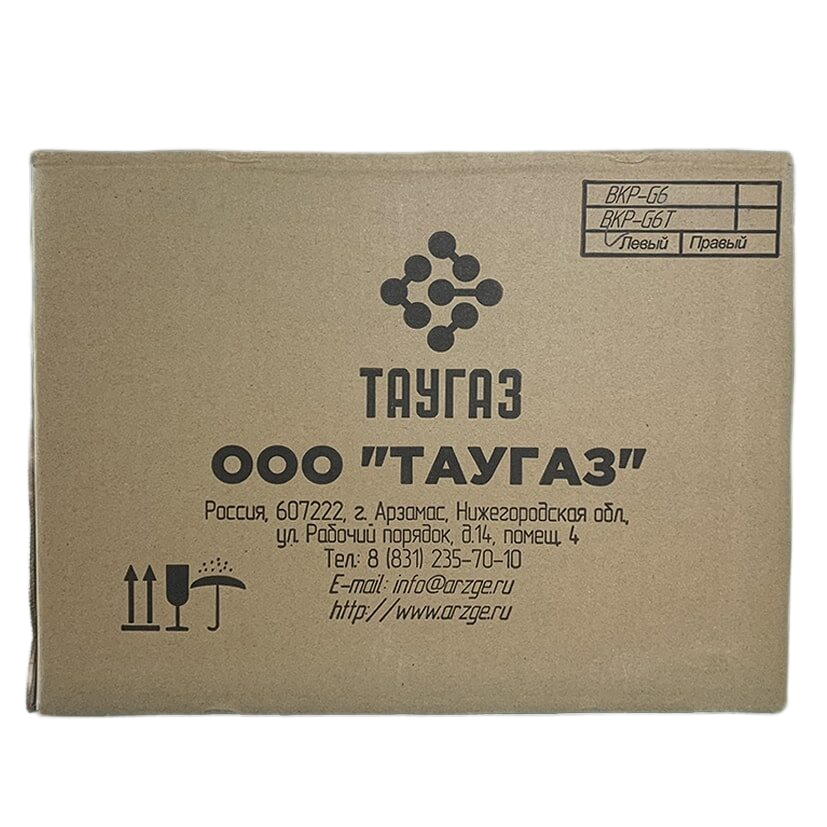 ВКР-G6
ВКР-G6Т
Левый Правый
ТАУГАЗ
ООО "ТАУГАЗ"
Россия, 607222, г. Арзамас, Нижегородская обл.,
ул. Рабочий порядок, д.14, помещ. 4
Тел.: 8 (831) 235-70-10
E-mail: info@arzge.ru
http://www.arzge.ru